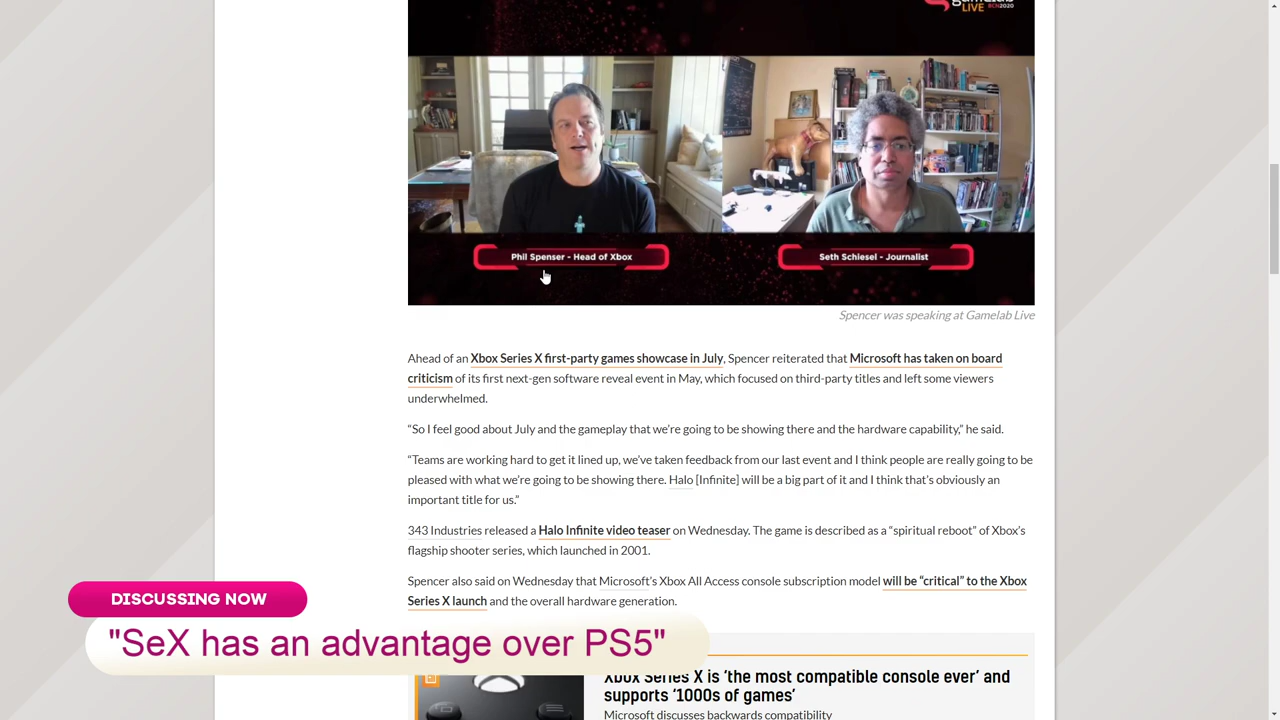 LIVE BCN2020
Phil Spenser - Head of Xbox
Seth Schiesel - Journalist
Spencer was speaking at Gamelab Live
Ahead of an Xbox Series X first-party games showcase in July, Spencer reiterated that Microsoft has taken on board
criticism of its first next-gen software reveal event in May, which focused on third-party titles and left some viewers
underwhelmed.
“So I feel good about July and the gameplay that we’re going to be showing there and the hardware capability,” he said.
“Teams are working hard to get it lined up, we’ve taken feedback from our last event and I think people are really going to be
pleased with what we’re going to be showing there. Halo [Infinite] will be a big part of it and I think that’s obviously an
important title for us.”
343 Industries released a Halo Infinite video teaser on Wednesday. The game is described as a “spiritual reboot” of Xbox’s
flagship shooter series, which launched in 2001.
Spencer also said on Wednesday that Microsoft’s Xbox All Access console subscription model will be “critical” to the Xbox
Series X launch and the overall hardware generation.
DISCUSSING NOW
"SeX has an advantage over PS5"
Xbox Series X is ‘the most compatible console ever’ and
supports ‘1000s of games’
Microsoft discusses backwards compatibility